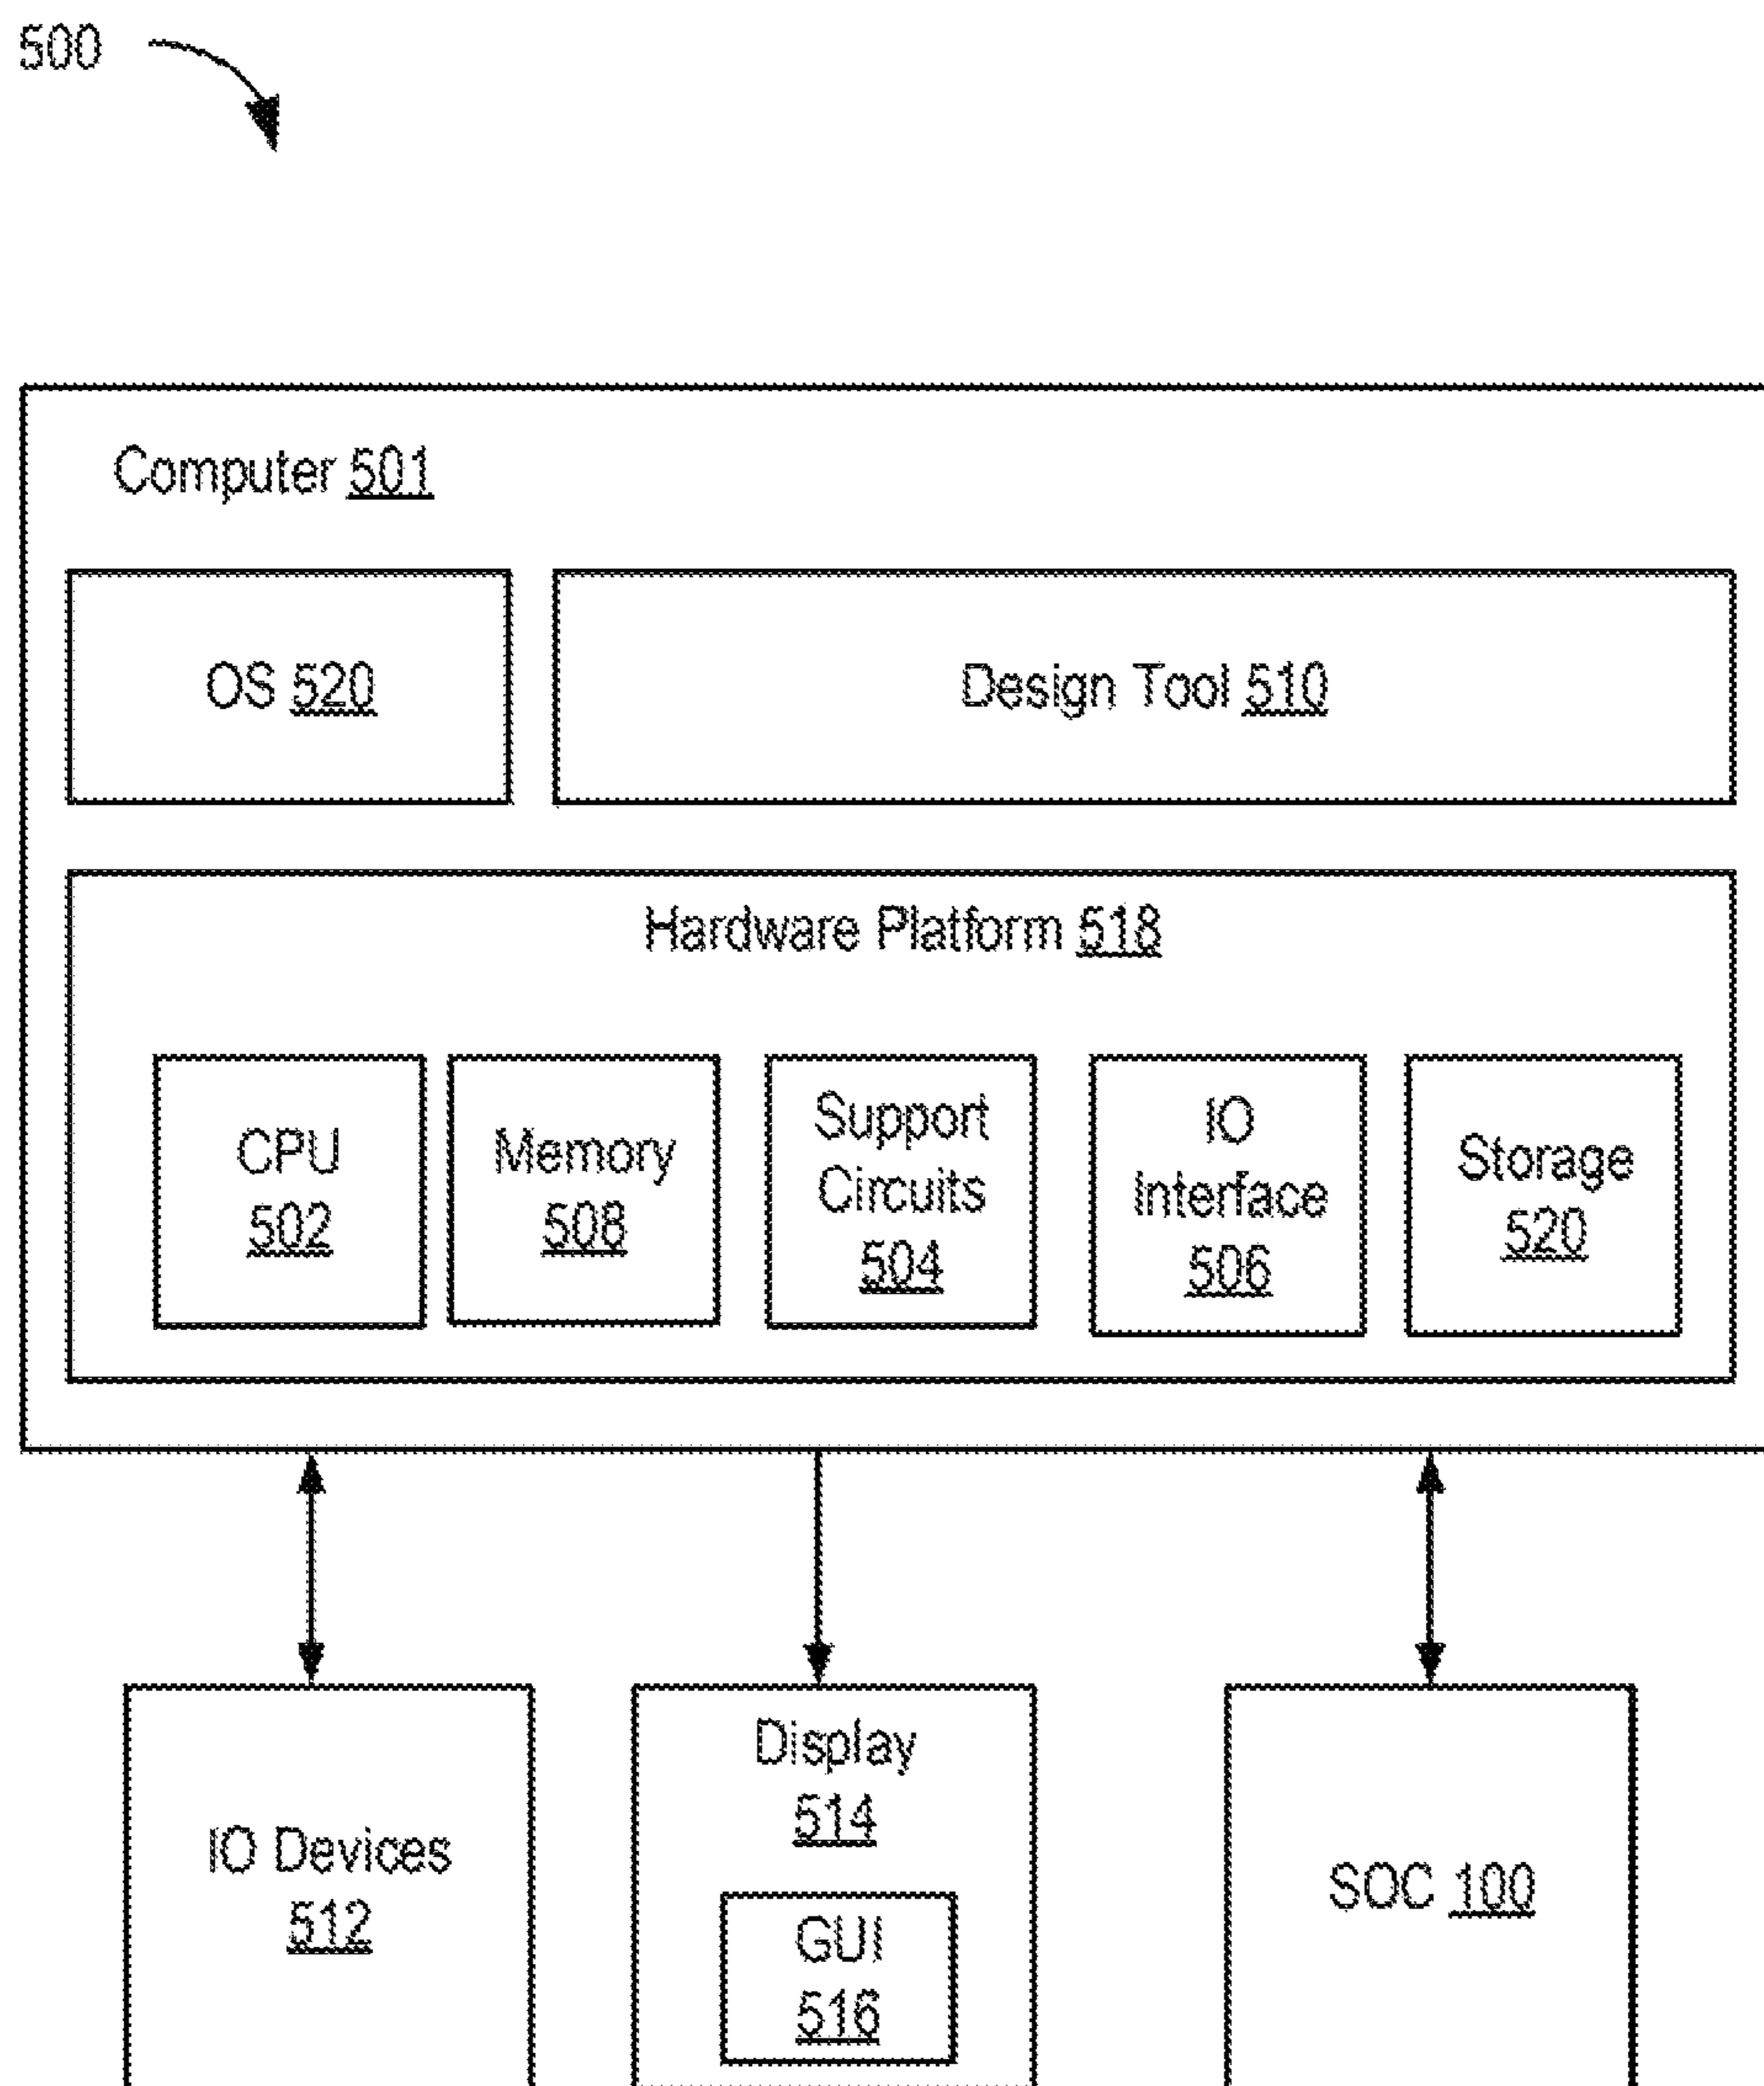 500
Computer 501
OS 520
Design Tool 510
Hardware Platform 518
CPU
502
Memory
508
Support
Circuits
504
IO
Interface
506
Storage
520
IO Devices
512
Display
514
GUI
516
SOC 100